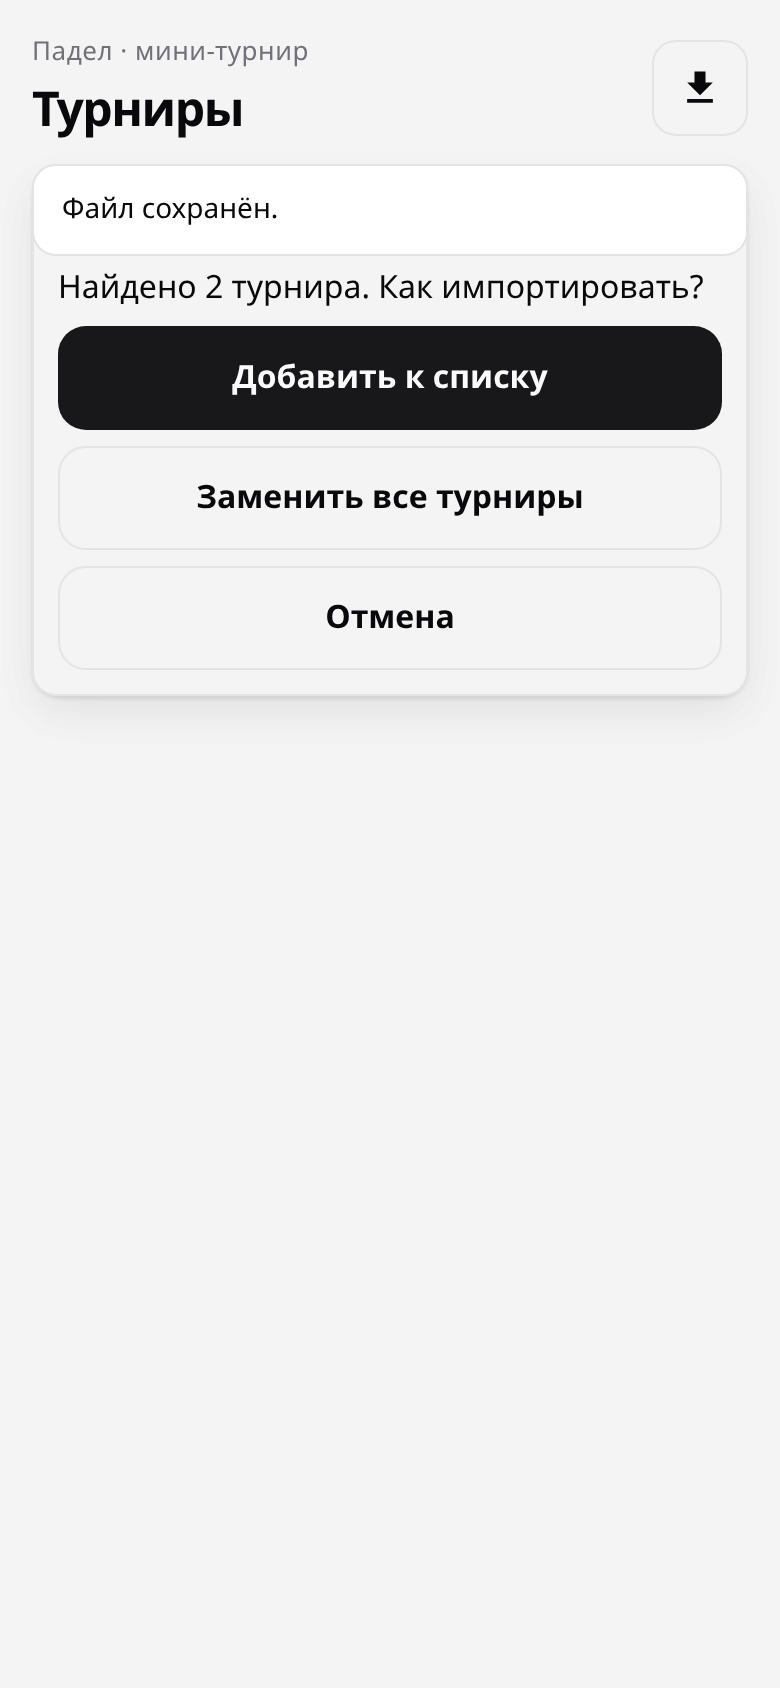 Падел · мини-турнир
Турниры
Файл сохранён.
Найдено 2 турнира. Как импортировать?
Добавить к списку
Заменить все турниры
Отмена